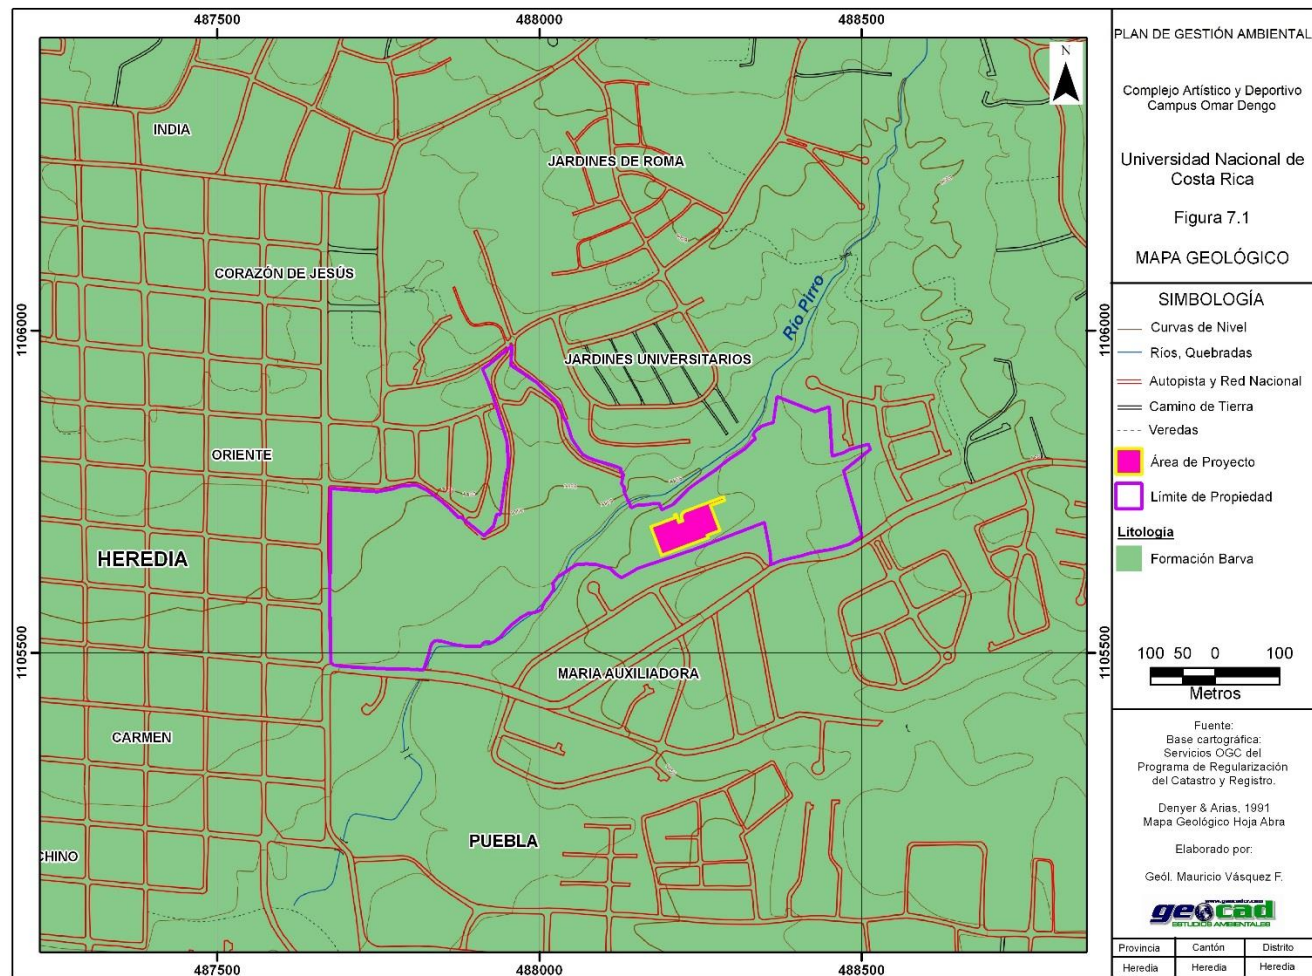 487500
488000
488500
N
INDIA
JARDINES DE ROMA
CORAZÓN DE JESÚS
Río Pirro
1106000
1106000
JARDINES UNIVERSITARIOS
ORIENTE
HEREDIA
1105500
1105500
MARIA AUXILIADORA
CARMEN
PUEBLA
CHINO
487500
488000
488500
PLAN DE GESTIÓN AMBIENTAL
Complejo Artístico y Deportivo
Campus Omar Dengo
Universidad Nacional de
Costa Rica
Figura 7.1
MAPA GEOLÓGICO
SIMBOLOGÍA
Curvas de Nivel
Ríos, Quebradas
Autopista y Red Nacional
Camino de Tierra
Veredas
Área de Proyecto
Límite de Propiedad
Litología
Formación Barva
100 50 0 100
Metros
Fuente:
Base cartográfica:
Servicios OGC del
Programa de Regularización
del Catastro y Registro.
Denyer & Arias, 1991
Mapa Geológico Hoja Abra
Elaborado por:
Geól. Mauricio Vásquez F.
geocad
ESTUDIOS AMBIENTALES
Provincia Cantón Distrito
Heredia Heredia Heredia